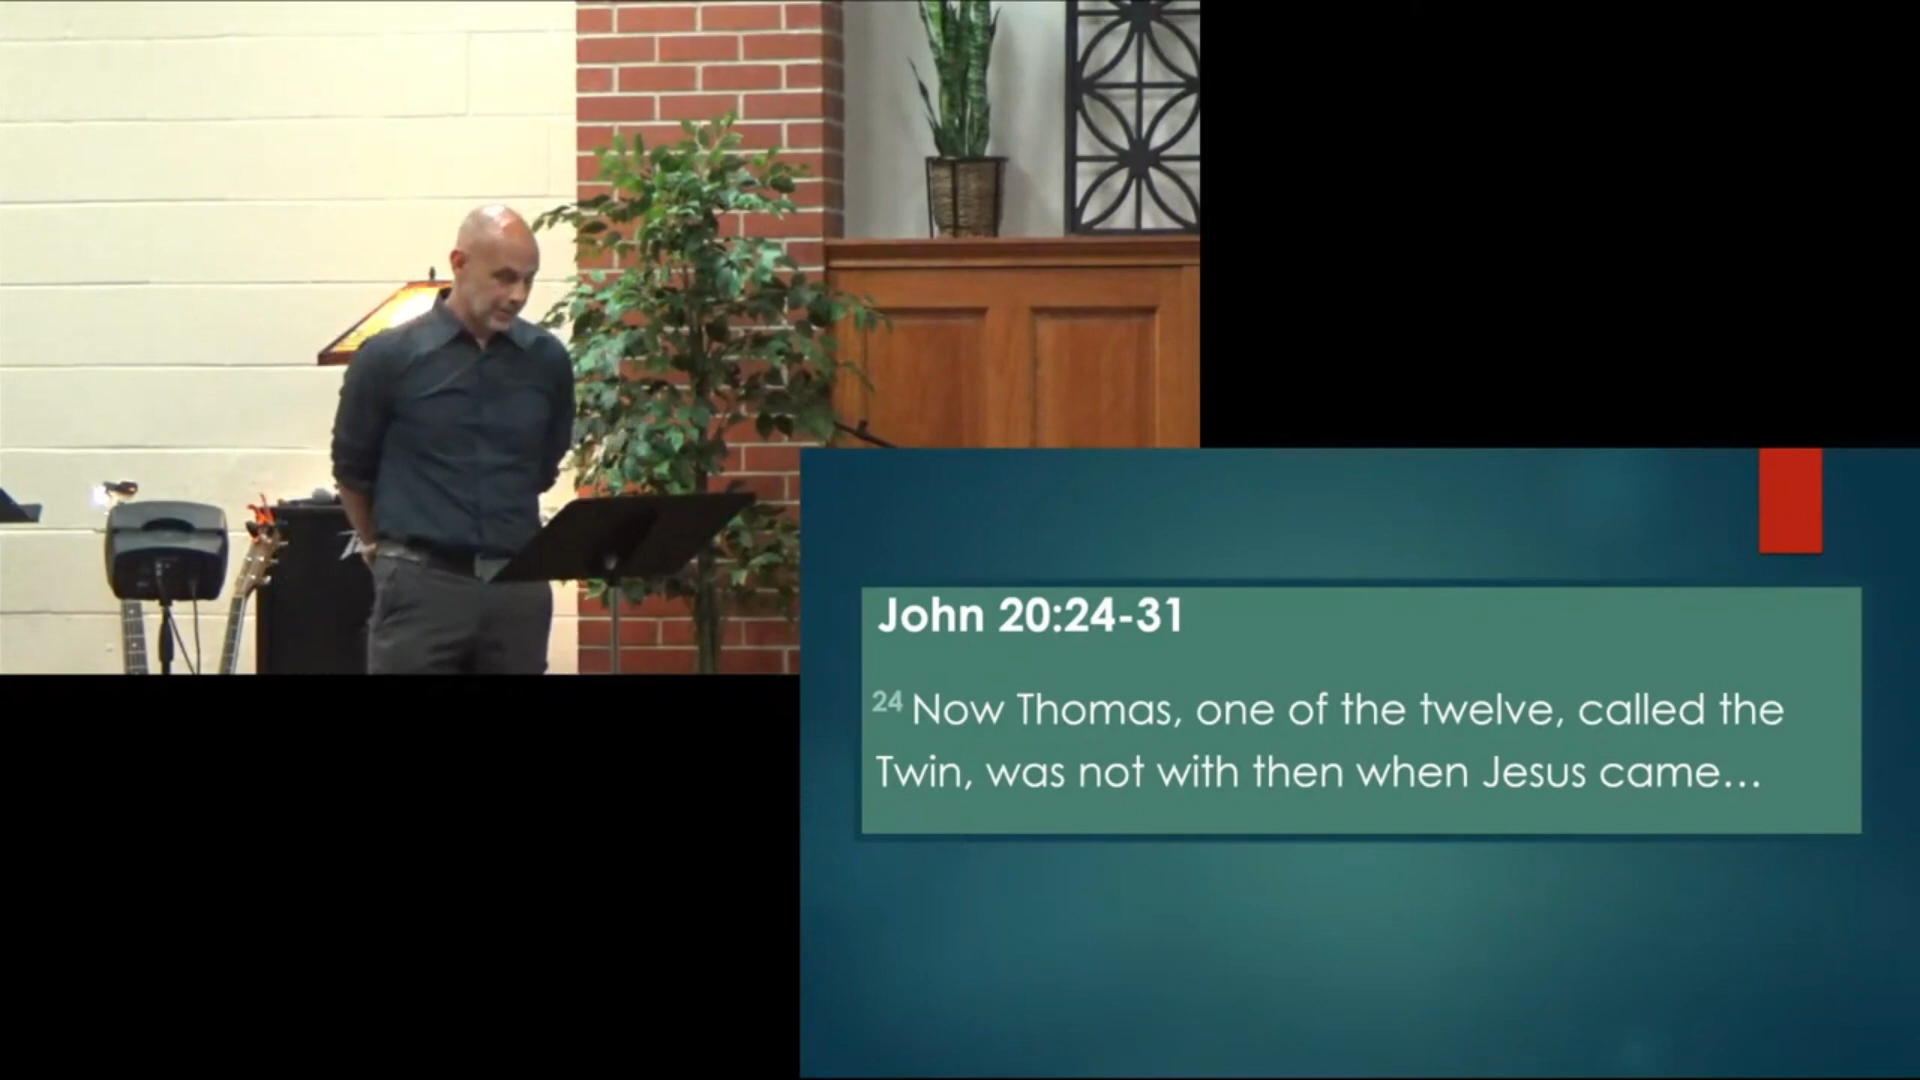 John 20:24-31
24 Now Thomas, one of the twelve, called the
Twin, was not with then when Jesus came…